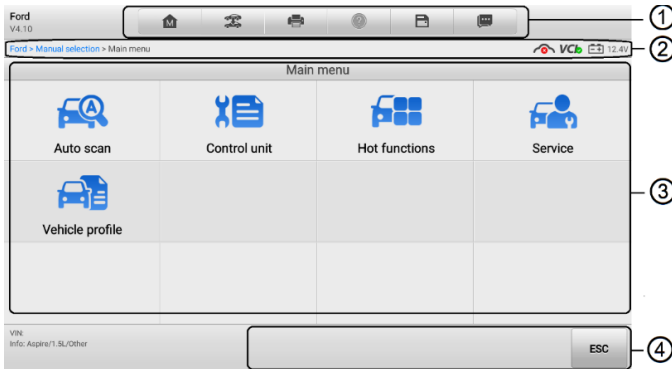 Ford
V4.10
M
?
①
Ford > Manual selection > Main menu
VCI 12.4V
②
Main menu
A
Auto scan
Control unit
Hot functions
Service
③
Vehicle profile
VIN:
Info: Aspire/1.5L/Other
ESC
④